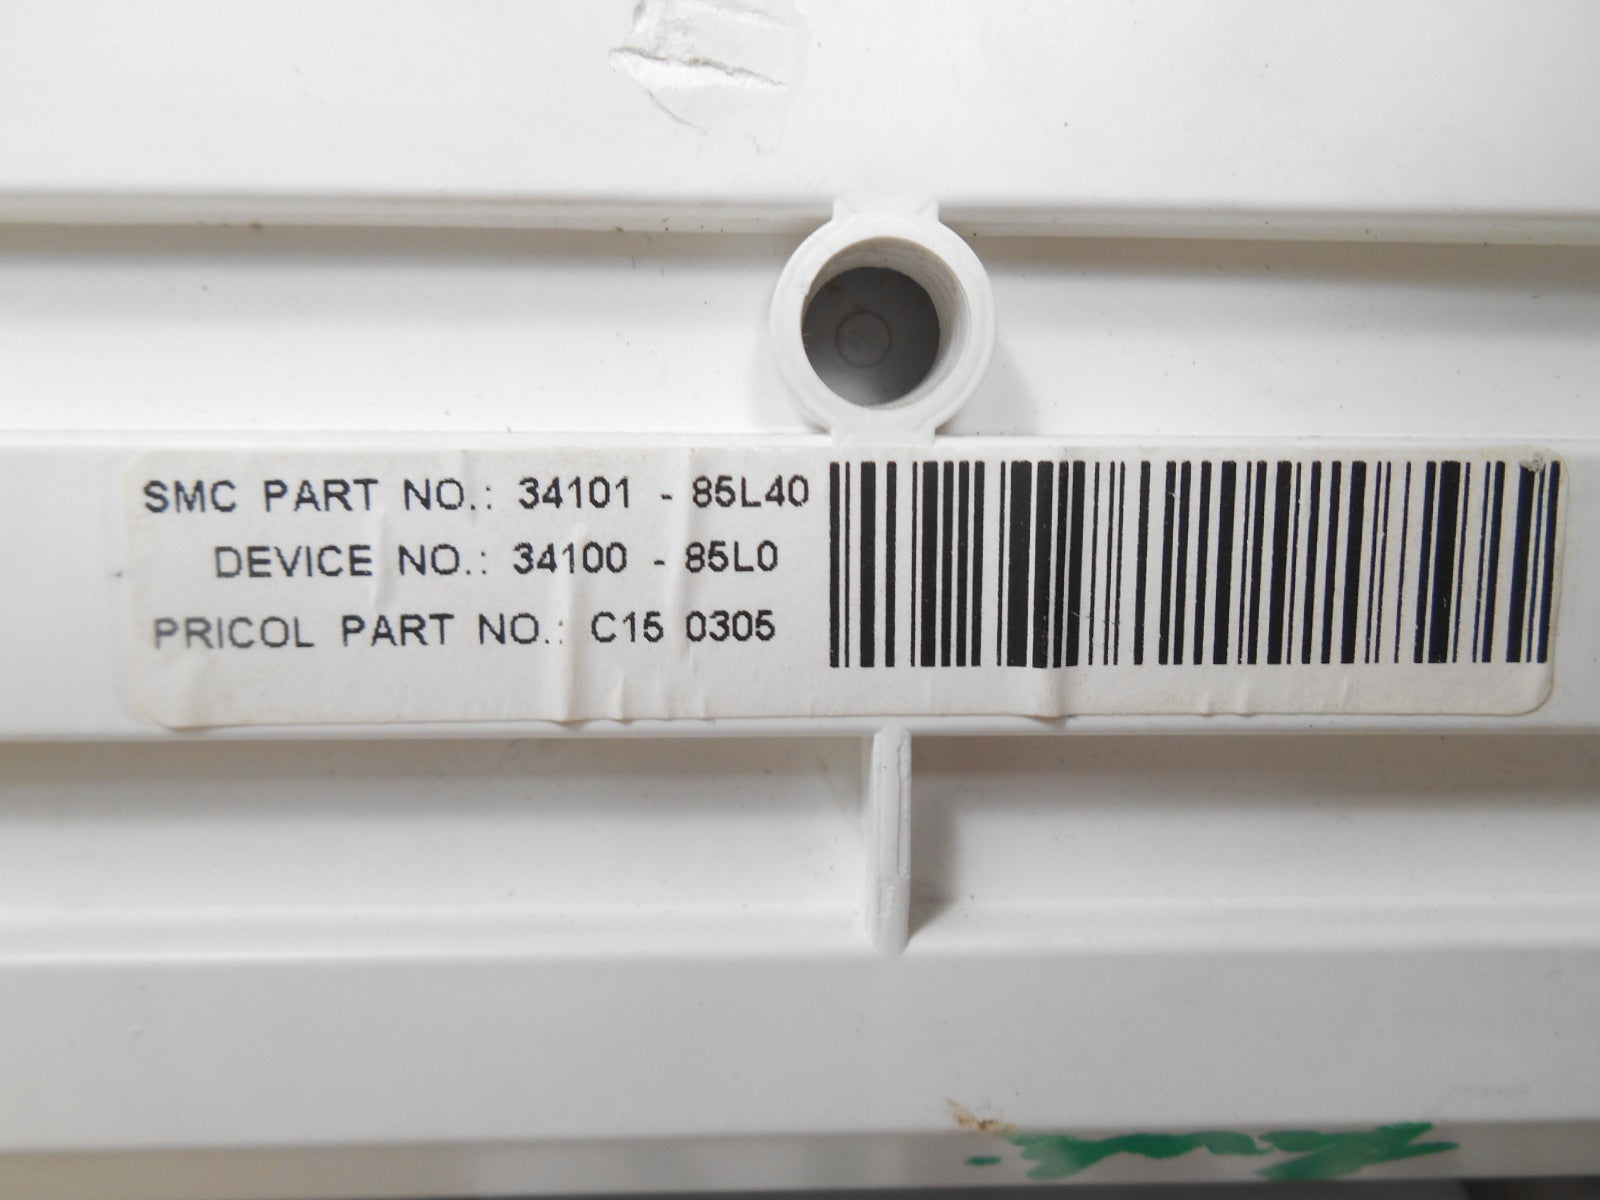 SMC PART NO.: 34101 - 85L40
DEVICE NO.: 34100 - 85L0
PRICOL PART NO.: C15 0305